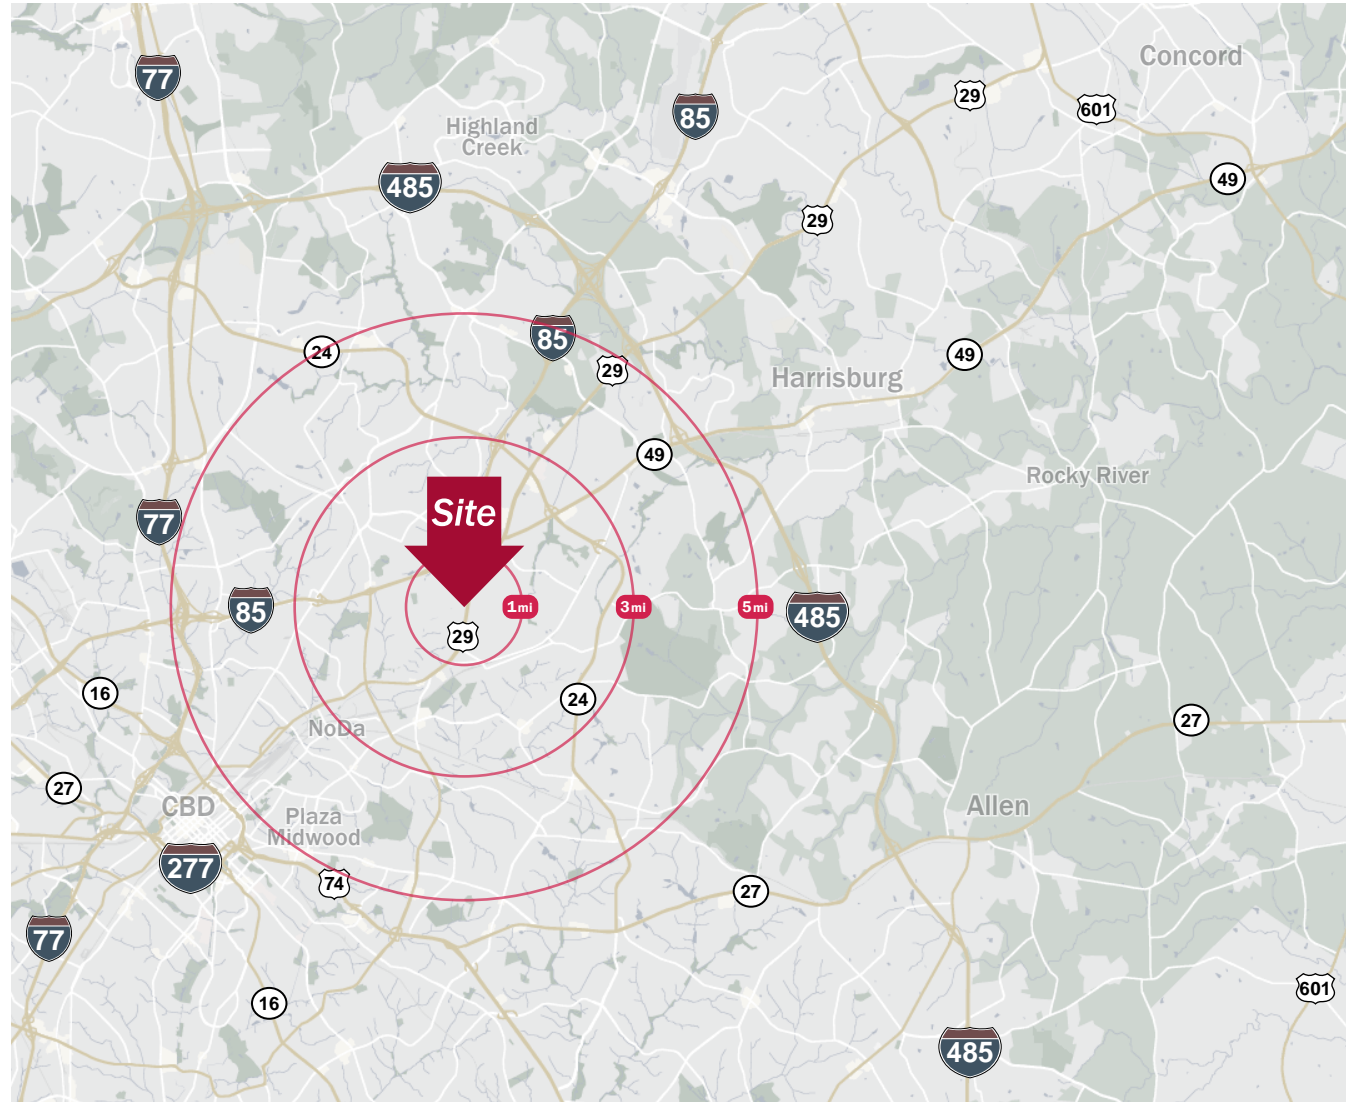 Concord
77
29
601
85
Highland
Creek
485
49
29
85
24
49
29
Harrisburg
49
Rocky River
Site
77
85
1mi
3mi
5mi
485
29
16
24
27
NoDa
27
CBD
Plaza
Midwood
Allen
277
74
27
77
601
16
485